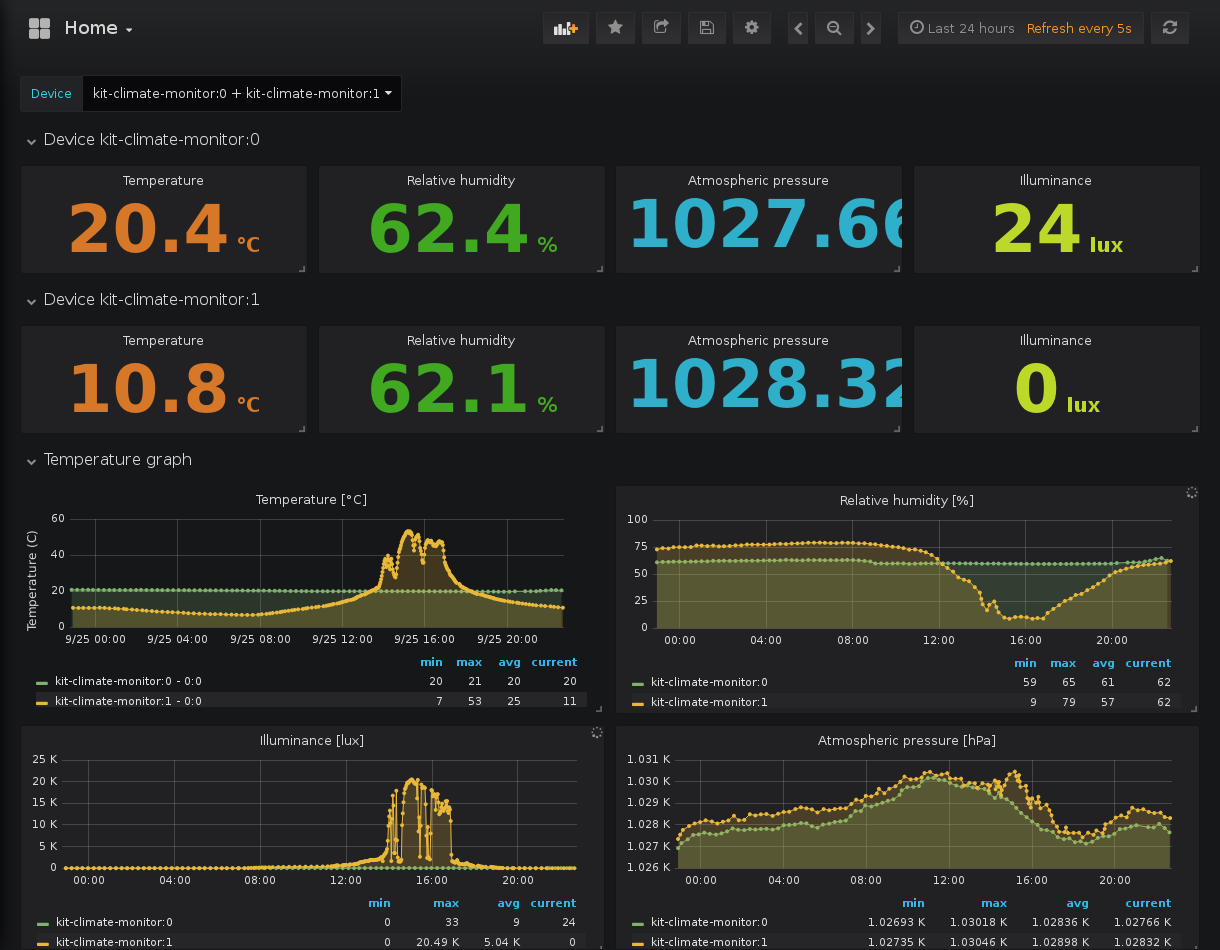 Home
Last 24 hours Refresh every 5s
Device kit-climate-monitor:0 + kit-climate-monitor:1
Device kit-climate-monitor:0
Temperature Relative humidity Atmospheric pressure Illuminance
20.4 °C 62.4 % 1027.66 24 lux
Device kit-climate-monitor:1
Temperature Relative humidity Atmospheric pressure Illuminance
10.8 °C 62.1 % 1028.32 0 lux
Temperature graph
Temperature [°C]
Temperature (C)
60
40
20
0
9/25 00:00 9/25 04:00 9/25 08:00 9/25 12:00 9/25 16:00 9/25 20:00
min max avg current
kit-climate-monitor:0 - 0:0 20 21 20 20
kit-climate-monitor:1 - 0:0 7 53 25 11
Relative humidity [%]
100
75
50
25
0
00:00 04:00 08:00 12:00 16:00 20:00
min max avg current
kit-climate-monitor:0 59 65 61 62
kit-climate-monitor:1 9 79 57 62
Illuminance [lux]
25 K
20 K
15 K
10 K
5 K
0
00:00 04:00 08:00 12:00 16:00 20:00
min max avg current
kit-climate-monitor:0 0 33 9 24
kit-climate-monitor:1 0 20.49 K 5.04 K 0
Atmospheric pressure [hPa]
1.031 K
1.030 K
1.029 K
1.028 K
1.027 K
1.026 K
00:00 04:00 08:00 12:00 16:00 20:00
min max avg current
kit-climate-monitor:0 1.02693 K 1.03018 K 1.02836 K 1.02766 K
kit-climate-monitor:1 1.02735 K 1.03046 K 1.02898 K 1.02832 K